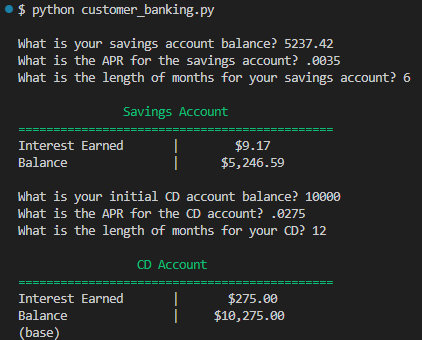 $ python customer_banking.py
What is your savings account balance? 5237.42
What is the APR for the savings account? .0035
What is the length of months for your savings account? 6
Savings Account
=============================================
Interest Earned | $9.17
Balance | $5,246.59
What is your initial CD account balance? 10000
What is the APR for the CD account? .0275
What is the length of months for your CD? 12
CD Account
=============================================
Interest Earned | $275.00
Balance | $10,275.00
(base)